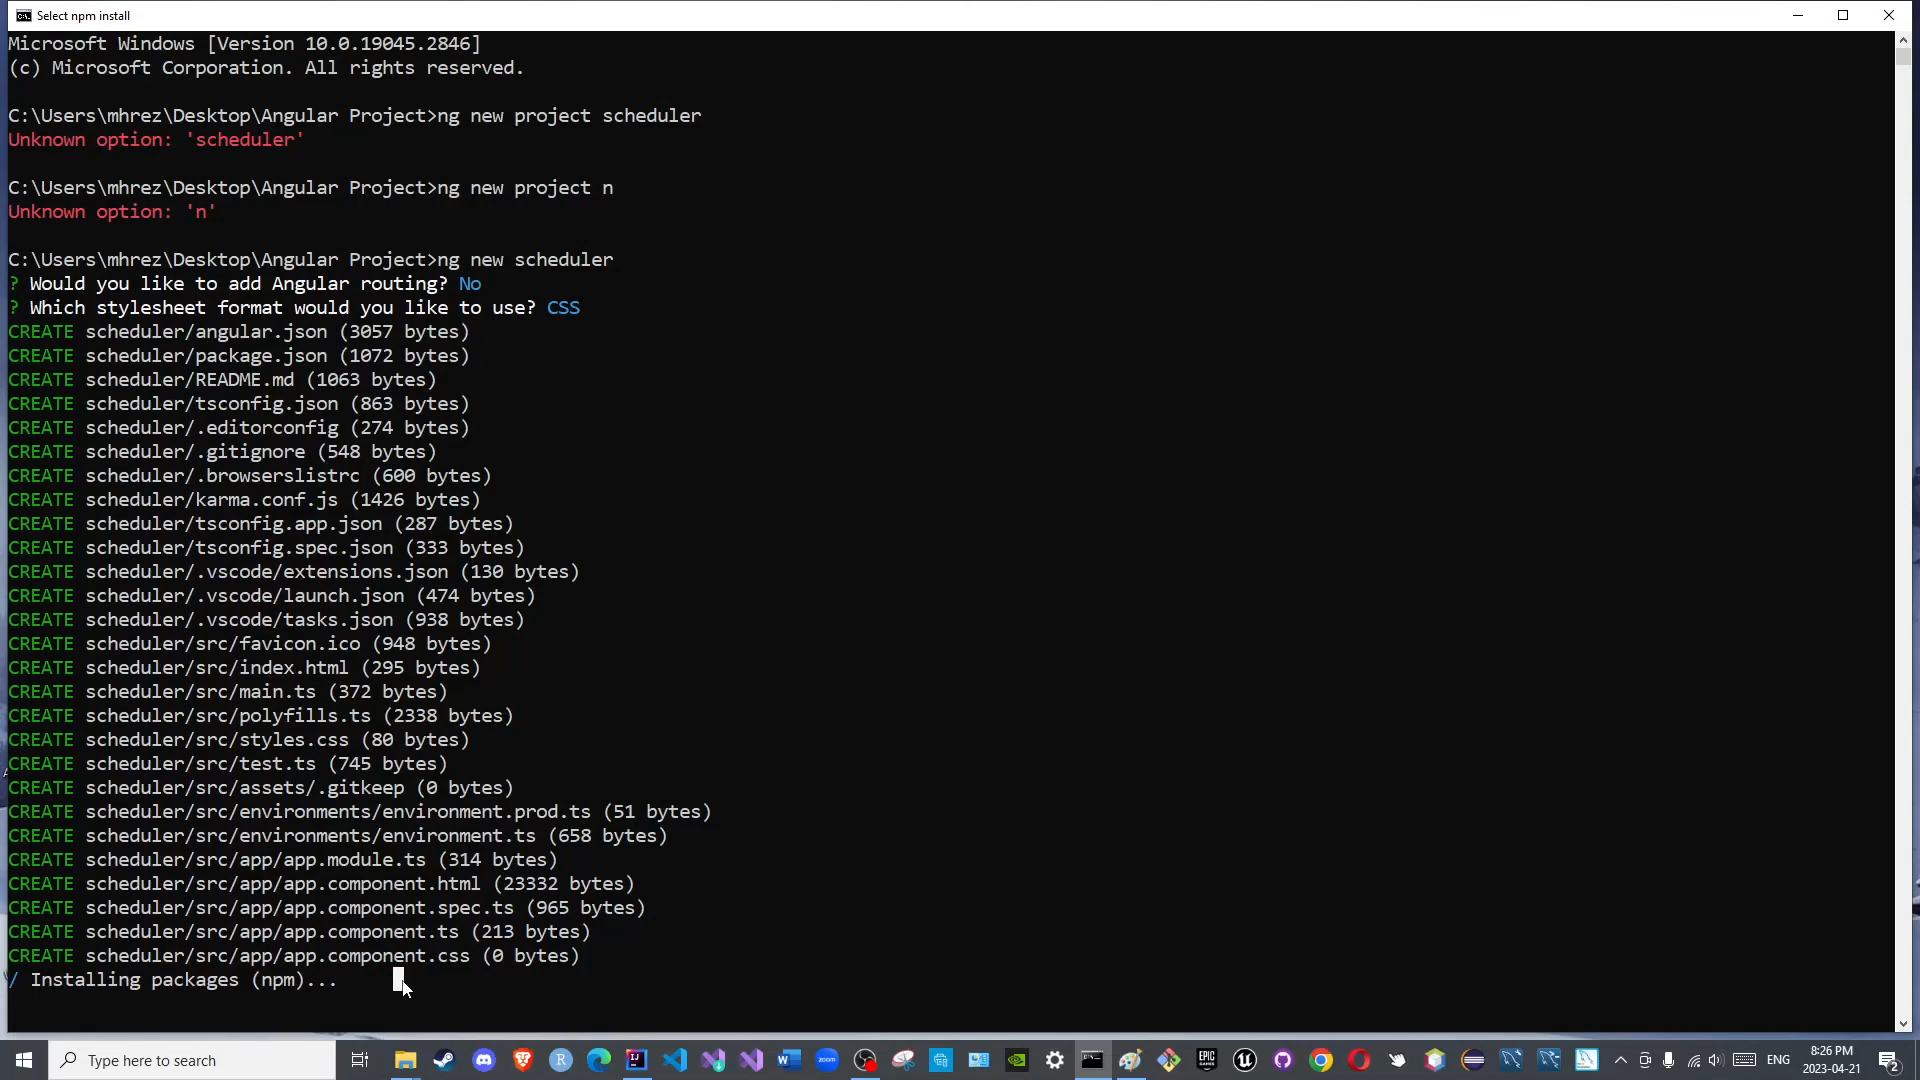 Select npm install
Microsoft Windows [Version 10.0.19045.2846]
(c) Microsoft Corporation. All rights reserved.
C:\Users\mhrez\Desktop\Angular Project>ng new project scheduler
Unknown option: 'scheduler'
C:\Users\mhrez\Desktop\Angular Project>ng new project n
Unknown option: 'n'
C:\Users\mhrez\Desktop\Angular Project>ng new scheduler
? Would you like to add Angular routing? No
? Which stylesheet format would you like to use? CSS
CREATE scheduler/angular.json (3057 bytes)
CREATE scheduler/package.json (1072 bytes)
CREATE scheduler/README.md (1063 bytes)
CREATE scheduler/tsconfig.json (863 bytes)
CREATE scheduler/.editorconfig (274 bytes)
CREATE scheduler/.gitignore (548 bytes)
CREATE scheduler/.browserslistrc (600 bytes)
CREATE scheduler/karma.conf.js (1426 bytes)
CREATE scheduler/tsconfig.app.json (287 bytes)
CREATE scheduler/tsconfig.spec.json (333 bytes)
CREATE scheduler/.vscode/extensions.json (130 bytes)
CREATE scheduler/.vscode/launch.json (474 bytes)
CREATE scheduler/.vscode/tasks.json (938 bytes)
CREATE scheduler/src/favicon.ico (948 bytes)
CREATE scheduler/src/index.html (295 bytes)
CREATE scheduler/src/main.ts (372 bytes)
CREATE scheduler/src/polyfills.ts (2338 bytes)
CREATE scheduler/src/styles.css (80 bytes)
CREATE scheduler/src/test.ts (745 bytes)
CREATE scheduler/src/assets/.gitkeep (0 bytes)
CREATE scheduler/src/environments/environment.prod.ts (51 bytes)
CREATE scheduler/src/environments/environment.ts (658 bytes)
CREATE scheduler/src/app/app.module.ts (314 bytes)
CREATE scheduler/src/app/app.component.html (23332 bytes)
CREATE scheduler/src/app/app.component.spec.ts (965 bytes)
CREATE scheduler/src/app/app.component.ts (213 bytes)
CREATE scheduler/src/app/app.component.css (0 bytes)
/ Installing packages (npm)...
Type here to search
ENG
8:26 PM
2023-04-21
2